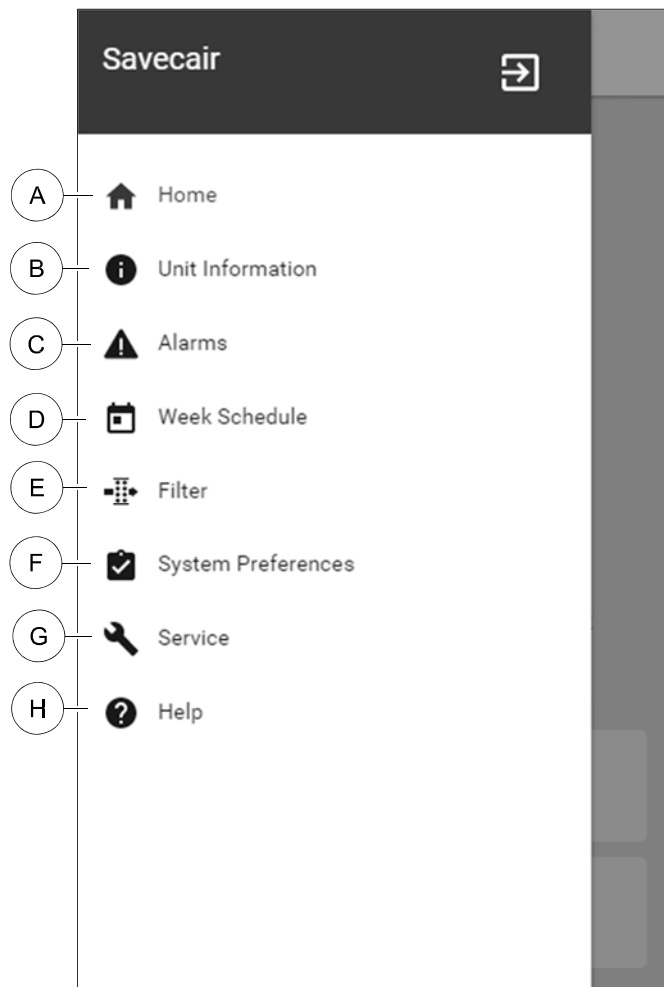 Savecair
A Home
B Unit Information
C Alarms
D Week Schedule
E Filter
F System Preferences
G Service
H Help